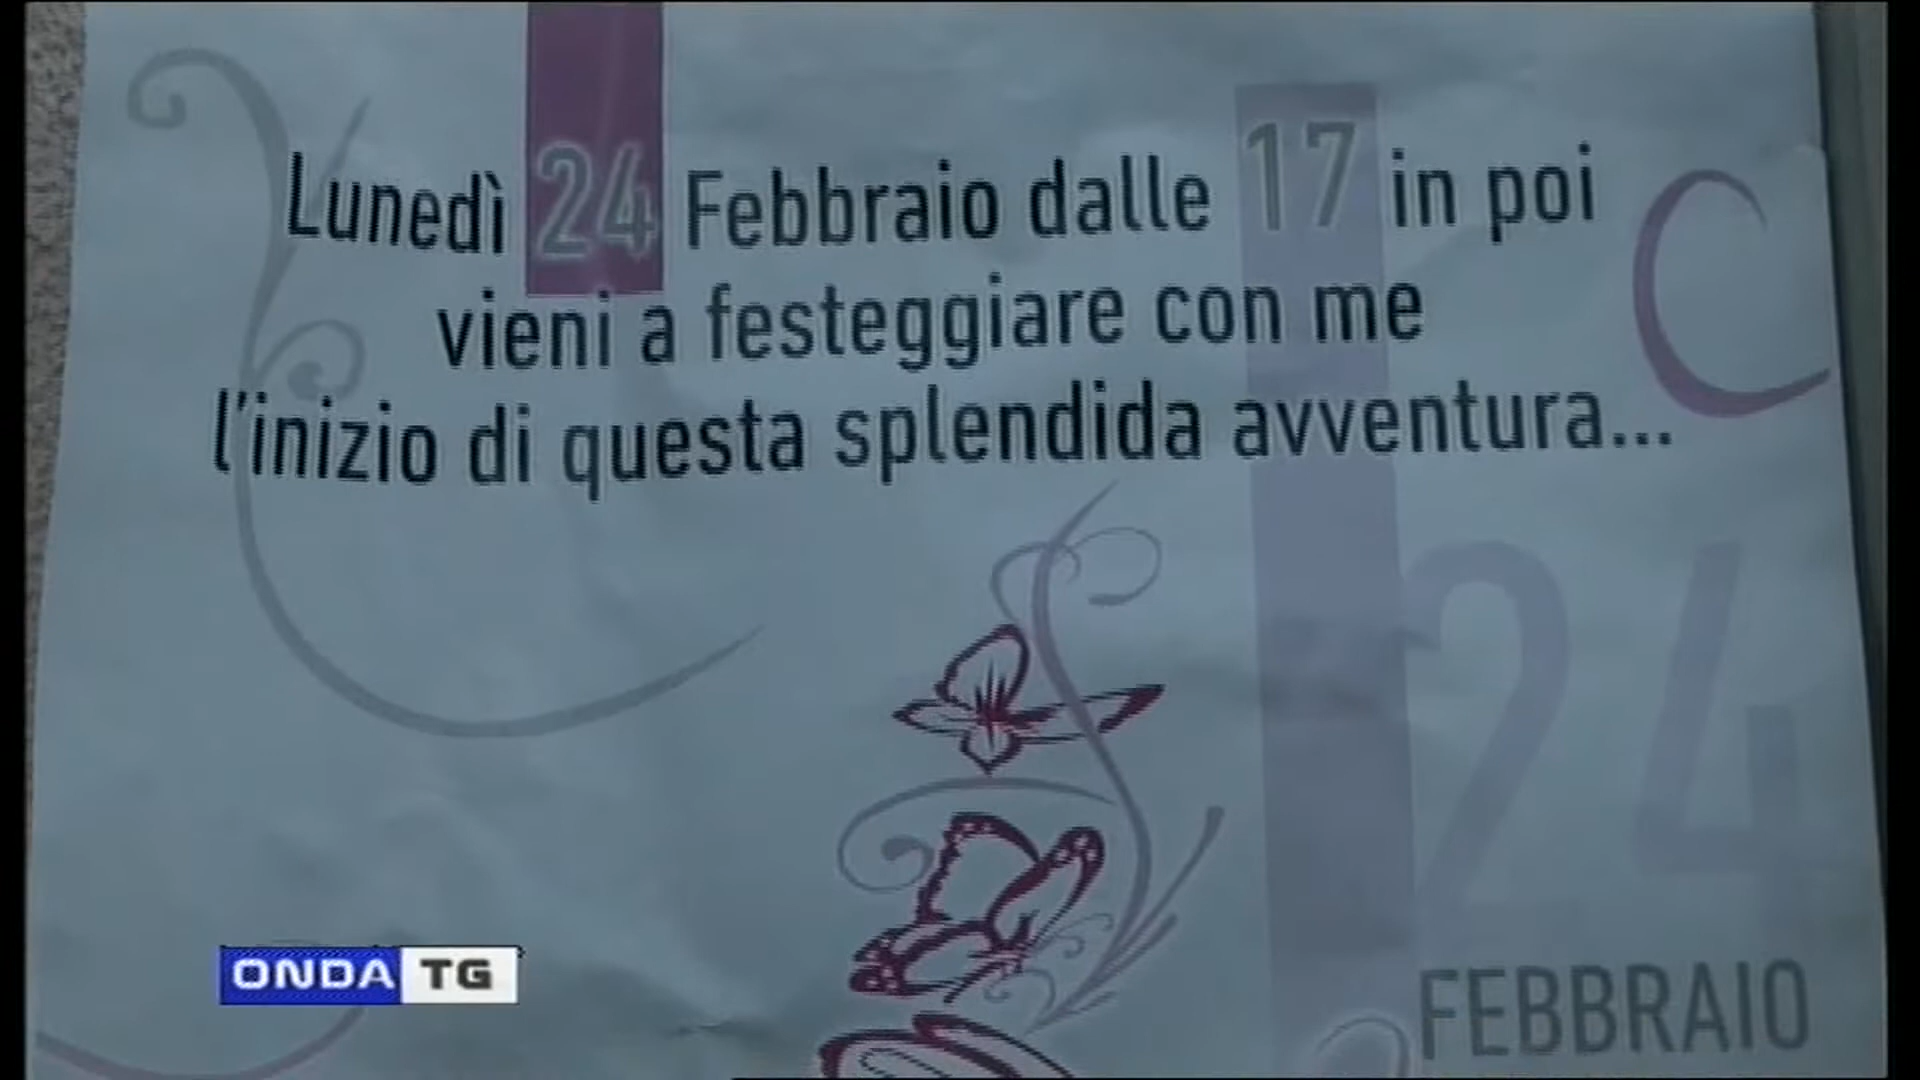 Lunedì 24 Febbraio dalle 17 in poi
vieni a festeggiare con me
l'inizio di questa splendida avventura...
24
FEBBRAIO
ONDA TG